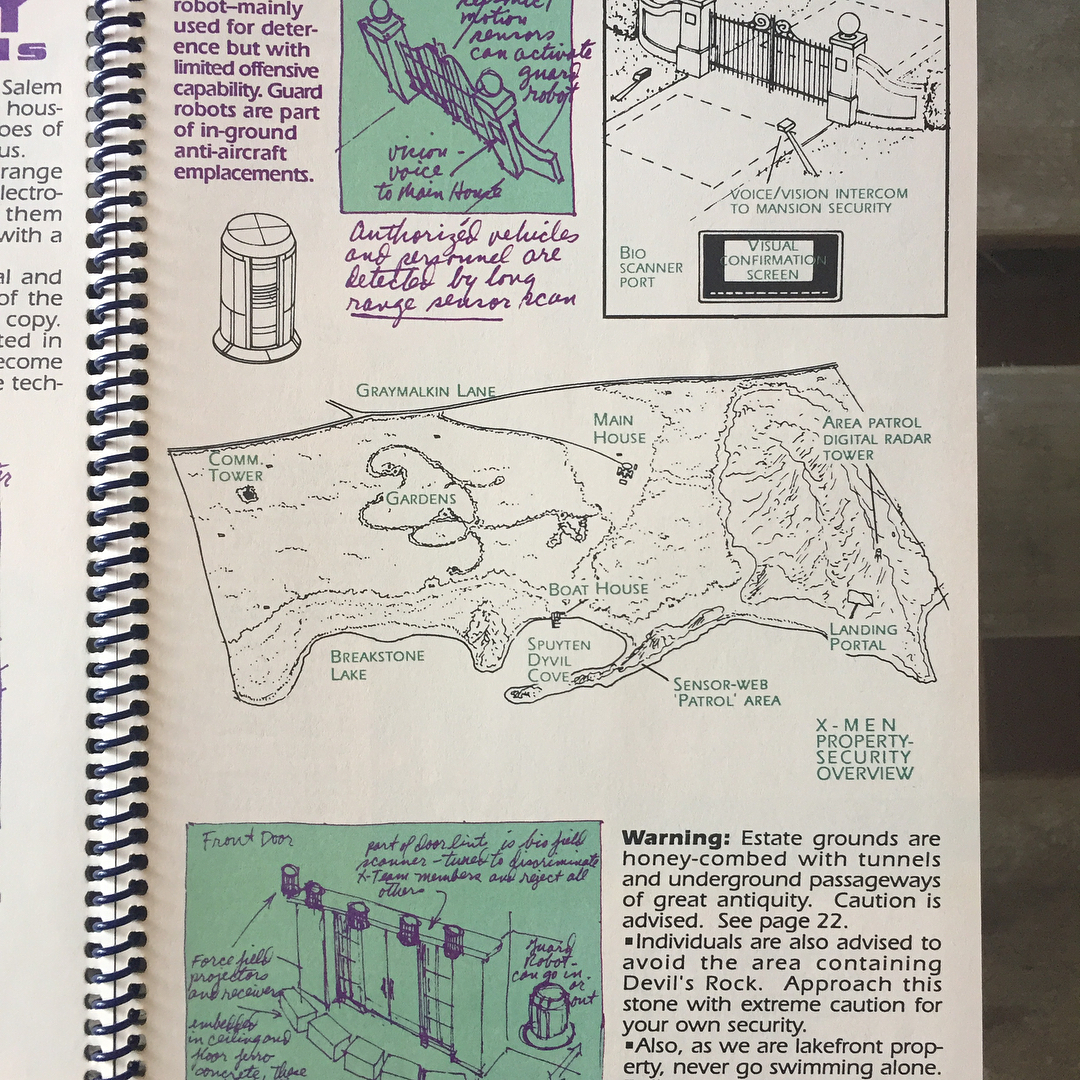 Y
ds
Salem
hous-
oes of
us.
range
lectro-
them
with a
al and
of the
copy.
ted in
ecome
e tech-
robot–mainly
used for deter-
ence but with
limited offensive
capability. Guard
robots are part
of in-ground
anti-aircraft
emplacements.
motion
sensors
can activate
guard
robot
vision-
voice
to Main House
Authorized vehicles
and personnel are
detected by long
range sensor scan
VOICE/VISION INTERCOM
TO MANSION SECURITY
BIO
SCANNER
PORT
VISUAL
CONFIRMATION
SCREEN
GRAYMALKIN LANE
MAIN
HOUSE
AREA PATROL
DIGITAL RADAR
TOWER
COMM.
TOWER
GARDENS
BOAT HOUSE
BREAKSTONE
LAKE
SPUYTEN
DYVIL
COVE
LANDING
PORTAL
SENSOR-WEB
'PATROL' AREA
X-MEN
PROPERTY-
SECURITY
OVERVIEW
Front Door
part of door lint, is bio field
scanner – tuned to discriminate
X-Team members and reject all
others
Force field
projectors
and receivers
embedded
in ceiling and
floor ferro
concrete, these
guard
Robot-
can go in
or
out
Warning: Estate grounds are
honey-combed with tunnels
and underground passageways
of great antiquity. Caution is
advised. See page 22.
▪Individuals are also advised to
avoid the area containing
Devil's Rock. Approach this
stone with extreme caution for
your own security.
▪Also, as we are lakefront prop-
erty, never go swimming alone.